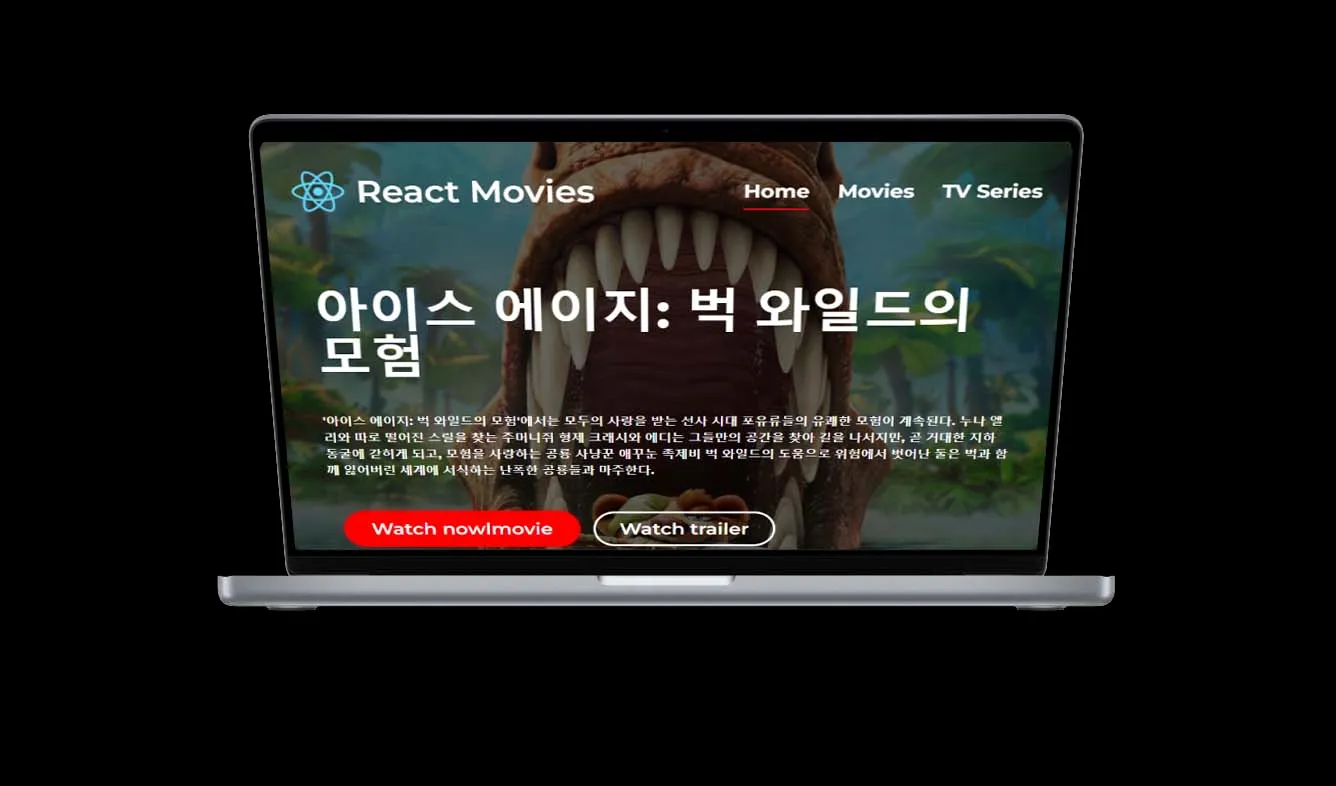 React Movies
Home Movies TV Series
아이스 에이지: 벅 와일드의
모험
'아이스 에이지: 벅 와일드의 모험'에서는 모두의 사랑을 받는 선사 시대 포유류들의 유쾌한 모험이 계속된다. 누나 앨
리와 따로 떨어진 스릴을 찾는 주머니쥐 형제 크래시와 에디는 그들만의 공간을 찾아 길을 나서지만, 곧 거대한 지하
동굴에 갇히게 되고, 모험을 사랑하는 공룡 사냥꾼 애꾸눈 족제비 벅 와일드의 도움으로 위험에서 벗어난 둘은 벅과 함
께 잃어버린 세계에 서식하는 난폭한 공룡들과 마주한다.
Watch nowlmovie
Watch trailer